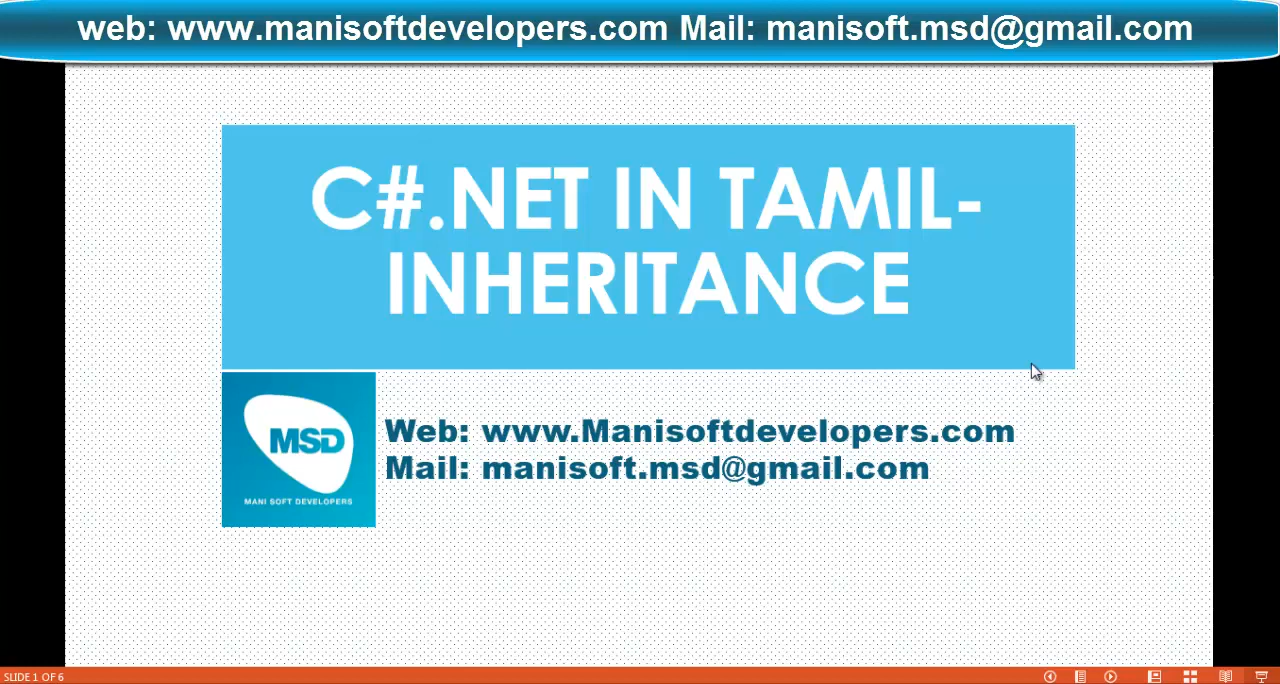 web: www.manisoftdevelopers.com Mail: manisoft.msd@gmail.com
C#.NET IN TAMIL-
INHERITANCE
MSD
MANI SOFT DEVELOPERS
Web: www.Manisoftdevelopers.com
Mail: manisoft.msd@gmail.com
SLIDE 1 OF 6